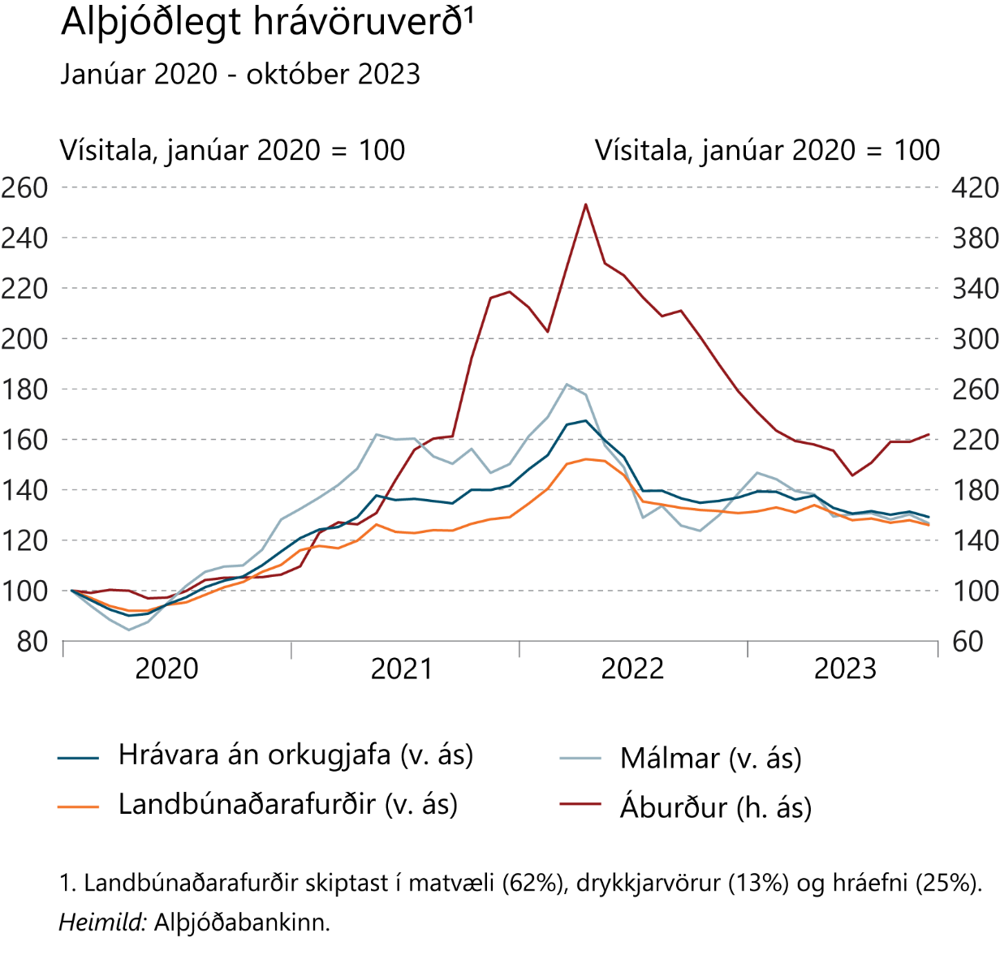 Alþjóðlegt hrávöruverð¹
Janúar 2020 - október 2023
Vísitala, janúar 2020 = 100
Vísitala, janúar 2020 = 100
260
240
220
200
180
160
140
120
100
80
420
380
340
300
260
220
180
140
100
60
2020
2021
2022
2023
Hrávara án orkugjafa (v. ás)
Landbúnaðarafurðir (v. ás)
Málmar (v. ás)
Áburður (h. ás)
1. Landbúnaðarafurðir skiptast í matvæli (62%), drykkjarvörur (13%) og hráefni (25%).
Heimild: Alþjóðabankinn.